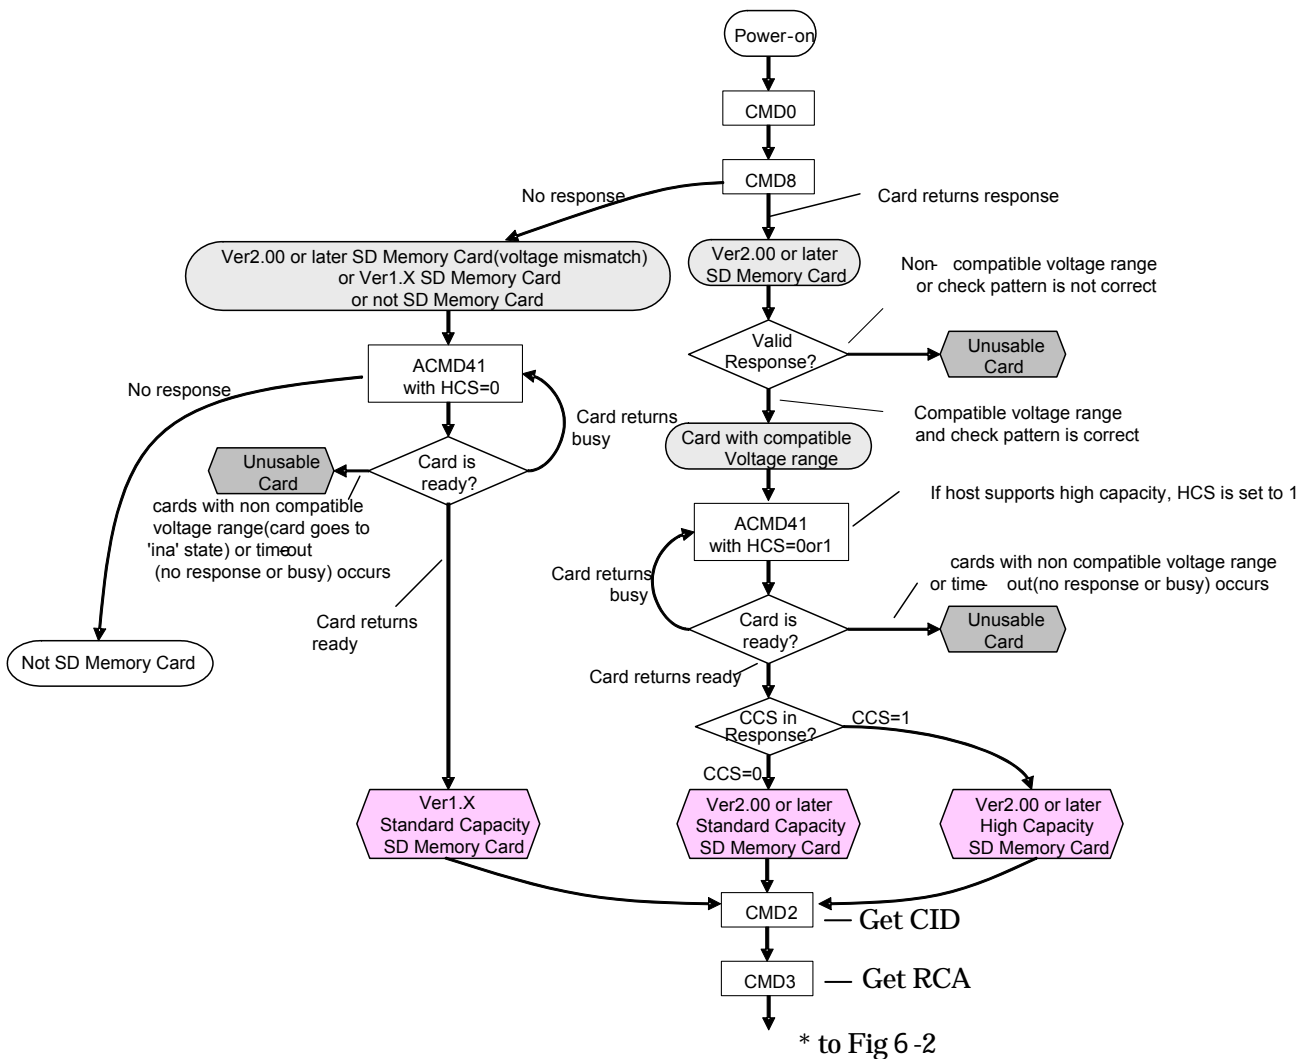 Power-on
CMD0
CMD8
No response
Card returns response
Ver2.00 or later SD Memory Card(voltage mismatch)
or Ver1.X SD Memory Card
or not SD Memory Card
Ver2.00 or later
SD Memory Card
Non- compatible voltage range
or check pattern is not correct
Valid
Response?
Unusable
Card
ACMD41
with HCS=0
No response
Card returns
busy
Compatible voltage range
and check pattern is correct
Card with compatible
Voltage range
Card is
ready?
Unusable
Card
cards with non compatible
voltage range(card goes to
'ina' state) or time-out
(no response or busy) occurs
If host supports high capacity, HCS is set to 1
ACMD41
with HCS=0or1
Card returns
busy
cards with non compatible voltage range
or time- out(no response or busy) occurs
Card returns
ready
Card is
ready?
Unusable
Card
Not SD Memory Card
Card returns ready
CCS in
Response?
CCS=1
CCS=0
Ver1.X
Standard Capacity
SD Memory Card
Ver2.00 or later
Standard Capacity
SD Memory Card
Ver2.00 or later
High Capacity
SD Memory Card
CMD2
Get CID
CMD3
Get RCA
* to Fig 6 -2